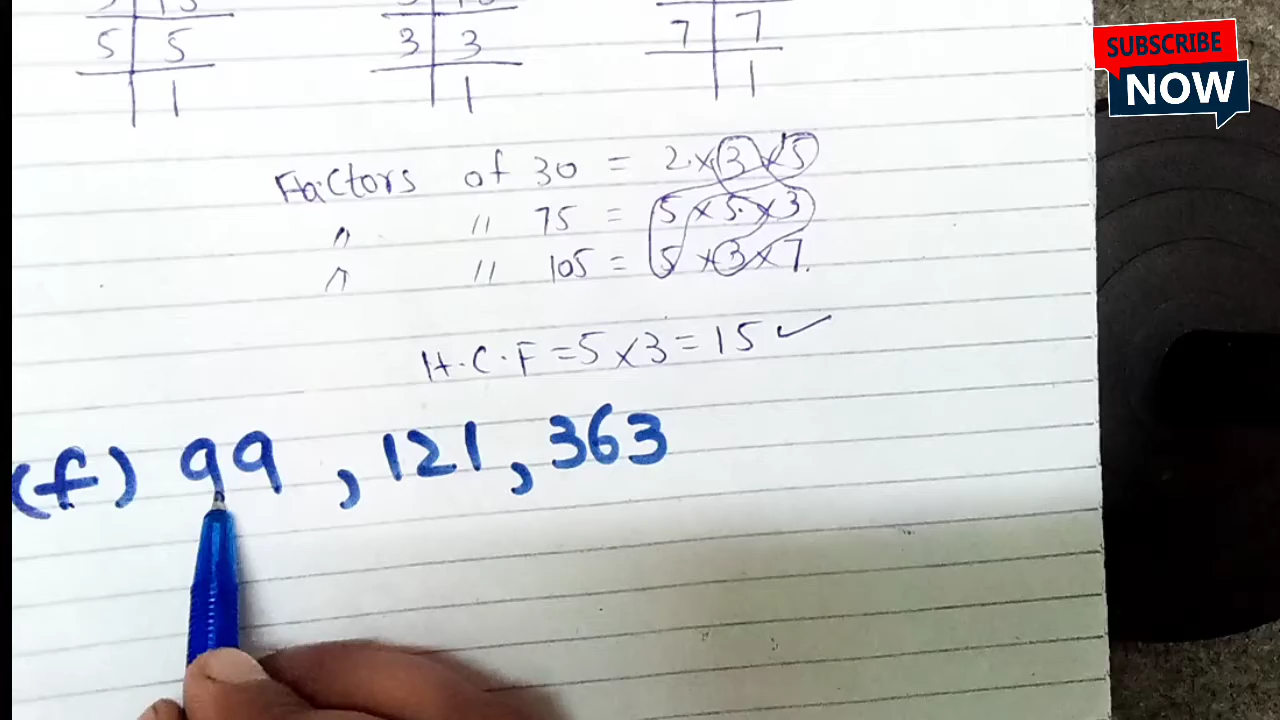 5 | 5 3 | 3 7 | 7
1 1 1
Factors of 30 = 2 × 3 × 5
〃 〃 75 = 5 × 5 × 3
〃 〃 105 = 5 × 3 × 7.
H.C.F = 5 × 3 = 15 ✓
(f) 99 , 121 , 363
SUBSCRIBE
NOW